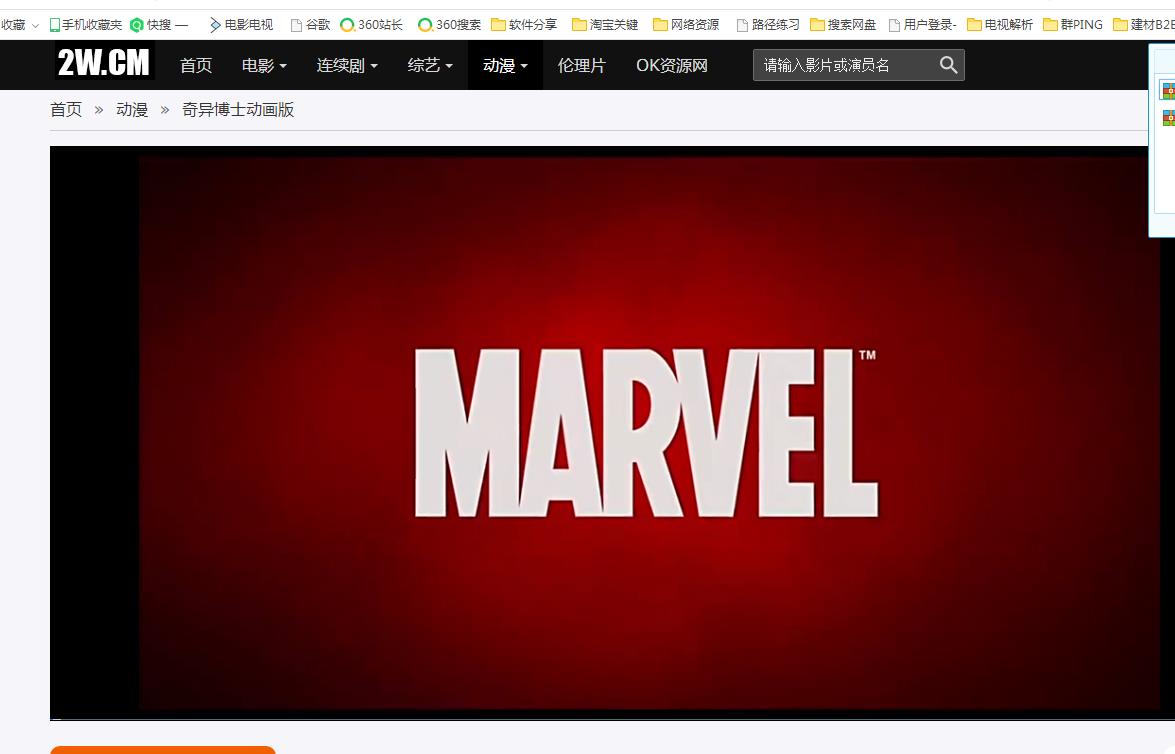 收藏 手机收藏夹 快搜 — 电影电视 谷歌 360站长 360搜索 软件分享 淘宝关键 网络资源 路径练习 搜索网盘 用户登录- 电视解析 群PING 建材B2B
2W.CM 首页 电影 连续剧 综艺 动漫 伦理片 OK资源网 请输入影片或演员名
首页 » 动漫 » 奇异博士动画版
MARVEL™